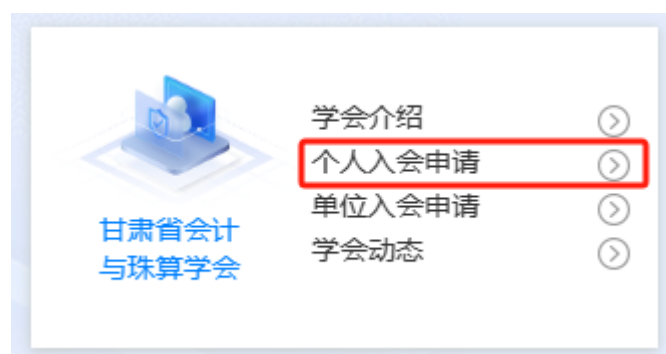 甘肃省会计
与珠算学会
学会介绍
个人入会申请
单位入会申请
学会动态